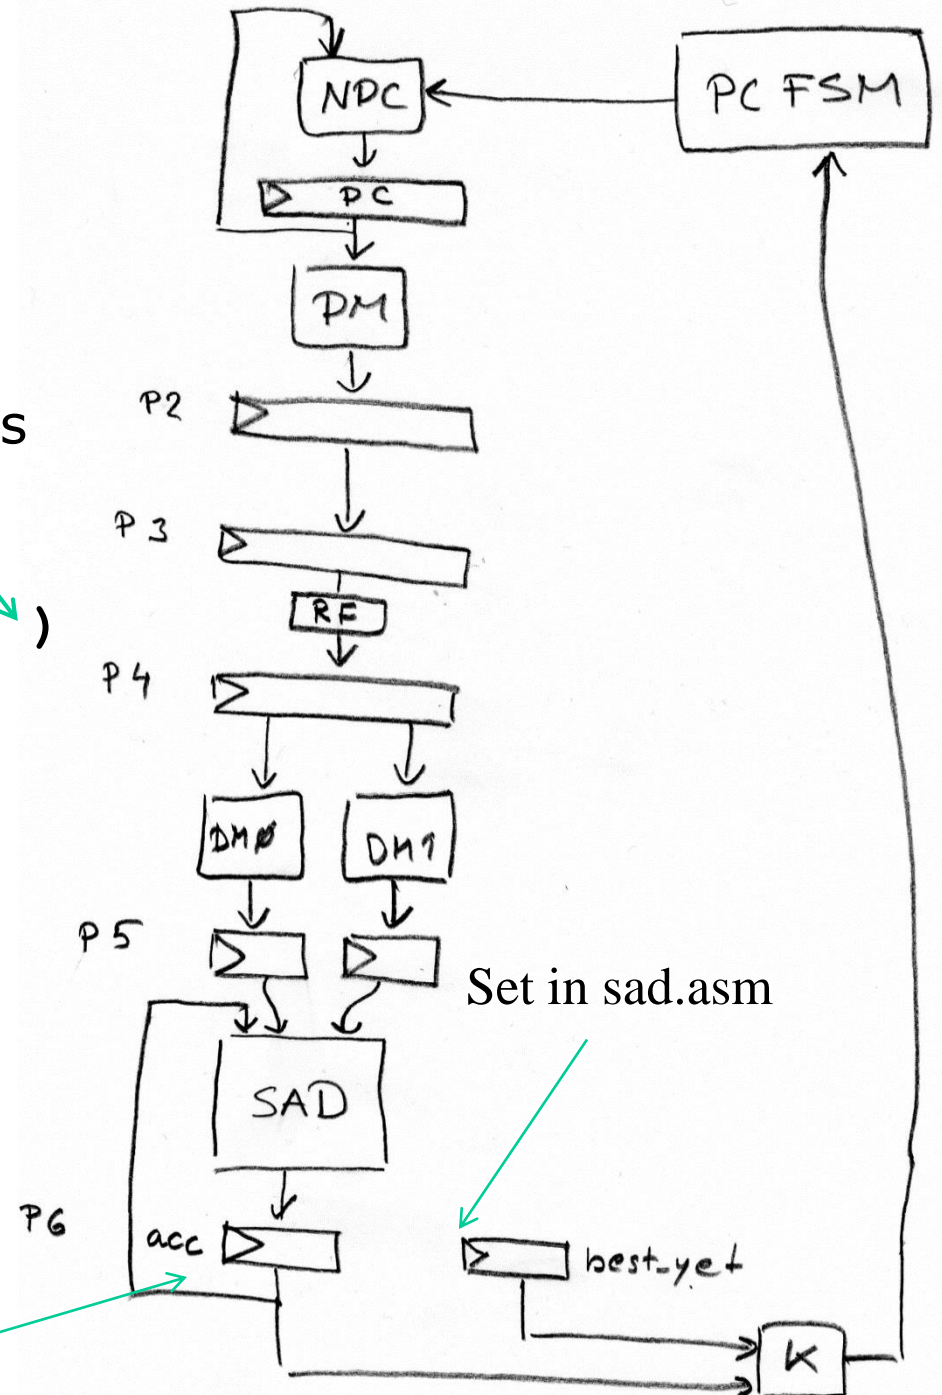 NPC
PC FSM
PC
PM
P2
s
P3
)
RF
P4
DM0
DM1
P5
Set in sad.asm
SAD
P6
acc
best_yet
K